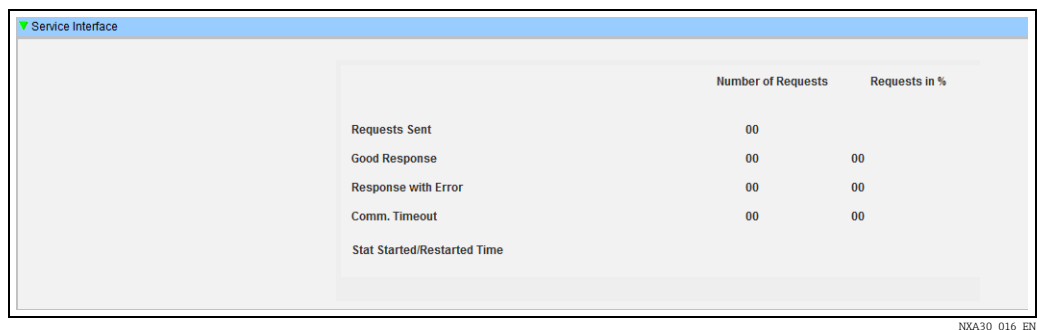 Service Interface
Number of Requests Requests in %
Requests Sent 00
Good Response 00 00
Response with Error 00 00
Comm. Timeout 00 00
Stat Started/Restarted Time
NXA30_016_EN